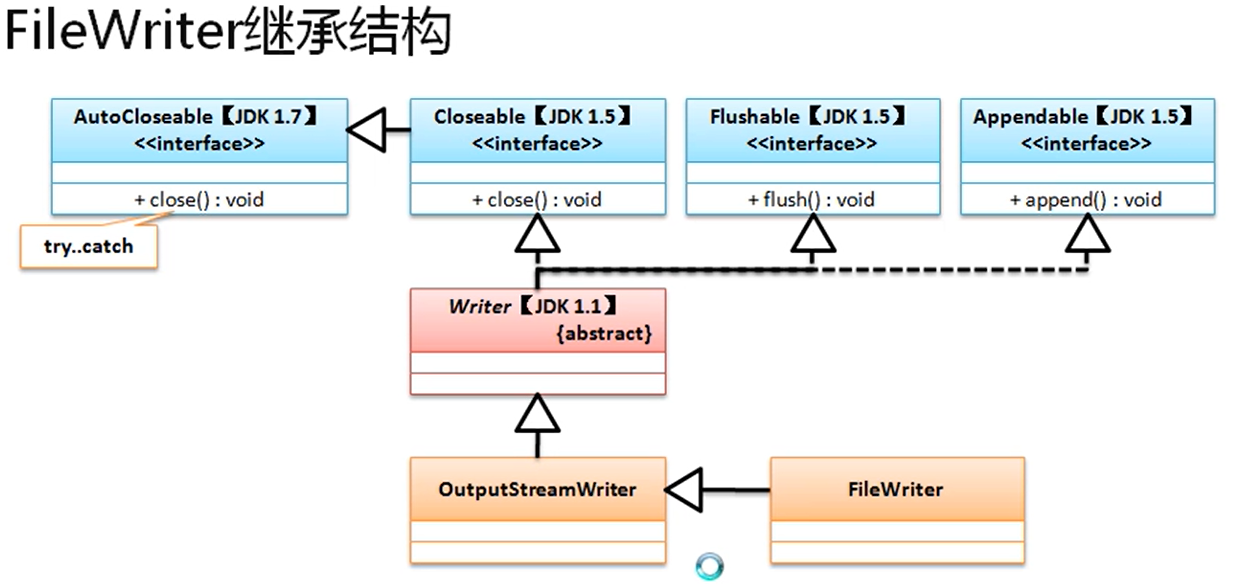 FileWriter继承结构
AutoCloseable【JDK 1.7】
<<interface>>
+ close() : void
try..catch
Closeable【JDK 1.5】
<<interface>>
+ close() : void
Flushable【JDK 1.5】
<<interface>>
+ flush() : void
Appendable【JDK 1.5】
<<interface>>
+ append() : void
Writer【JDK 1.1】
{abstract}
OutputStreamWriter
FileWriter